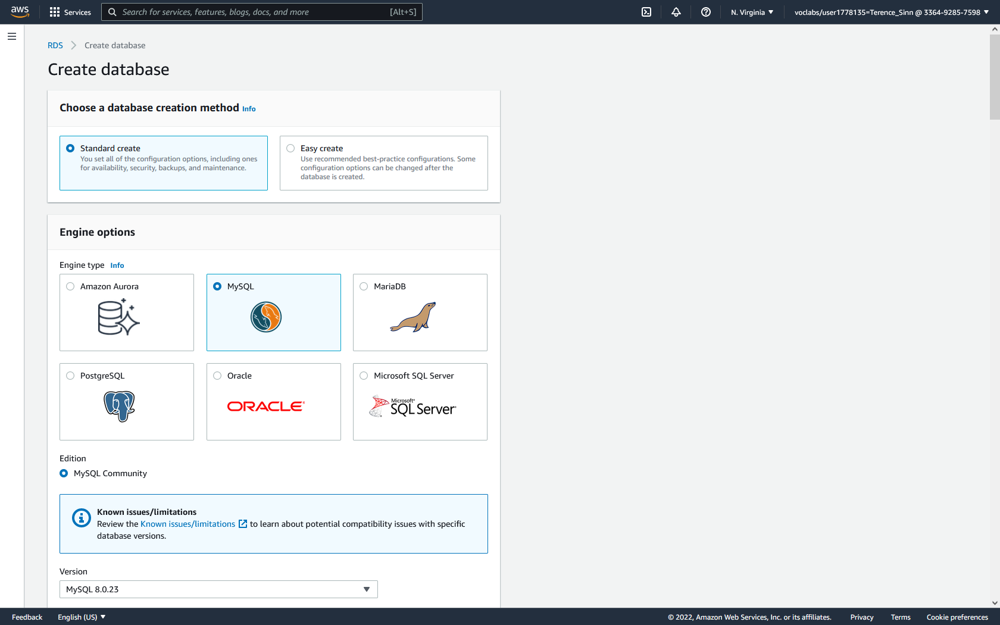 aws
Services
Search for services, features, blogs, docs, and more
[Alt+S]
N. Virginia
voclabs/user1778135=Terence_Sinn @ 3364-9285-7598
RDS
Create database
Create database
Choose a database creation method Info
Standard create
You set all of the configuration options, including ones
for availability, security, backups, and maintenance.
Easy create
Use recommended best-practice configurations. Some
configuration options can be changed after the
database is created.
Engine options
Engine type Info
Amazon Aurora
MySQL
MariaDB
PostgreSQL
Oracle
ORACLE
Microsoft SQL Server
Microsoft
SQL Server
Edition
MySQL Community
Known issues/limitations
Review the Known issues/limitations to learn about potential compatibility issues with specific
database versions.
Version
MySQL 8.0.23
Feedback
English (US)
© 2022, Amazon Web Services, Inc. or its affiliates.
Privacy
Terms
Cookie preferences